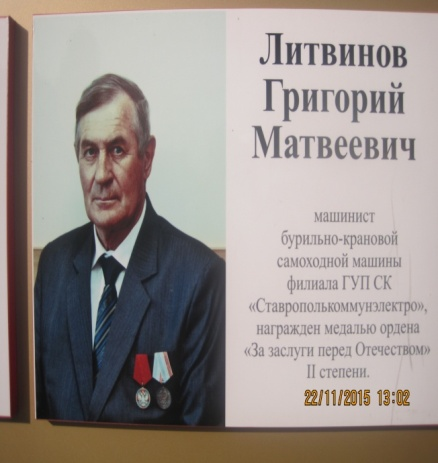 Литвинов
Григорий
Матвеевич
машинист
бурильно-крановой
самоходной машины
филиала ГУП СК
«Ставрополькоммунэлектро»,
награжден медалью ордена
«За заслуги перед Отечеством»
II степени.
22/11/2015 13:02